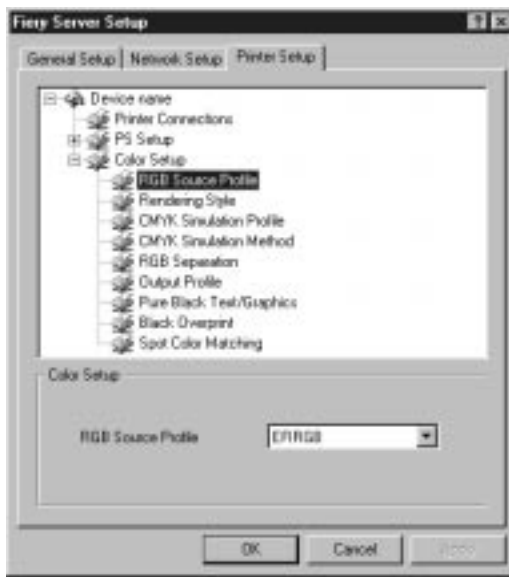 Fiery Server Setup
General Setup Network Setup Printer Setup
Device name
Printer Connections
PS Setup
Color Setup
RGB Source Profile
Rendering Style
CMYK Simulation Profile
CMYK Simulation Method
RGB Separation
Output Profile
Pure Black Text/Graphics
Black Overprint
Spot Color Matching
Color Setup
RGB Source Profile EFIRGB
OK Cancel Apply